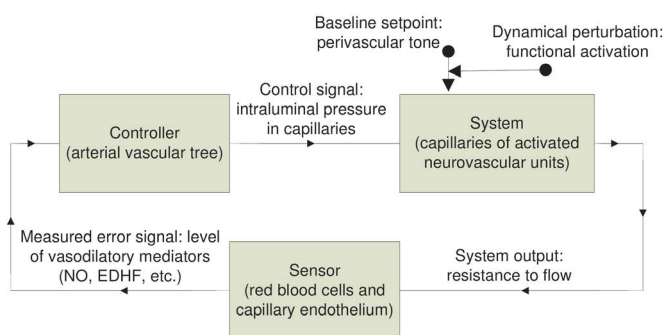 Baseline setpoint:
perivascular tone
Dynamical perturbation:
functional activation
Control signal:
intraluminal pressure
in capillaries
Controller
(arterial vascular tree)
System
(capillaries of activated
neurovascular units)
Measured error signal: level
of vasodilatory mediators
(NO, EDHF, etc.)
Sensor
(red blood cells and
capillary endothelium)
System output:
resistance to flow